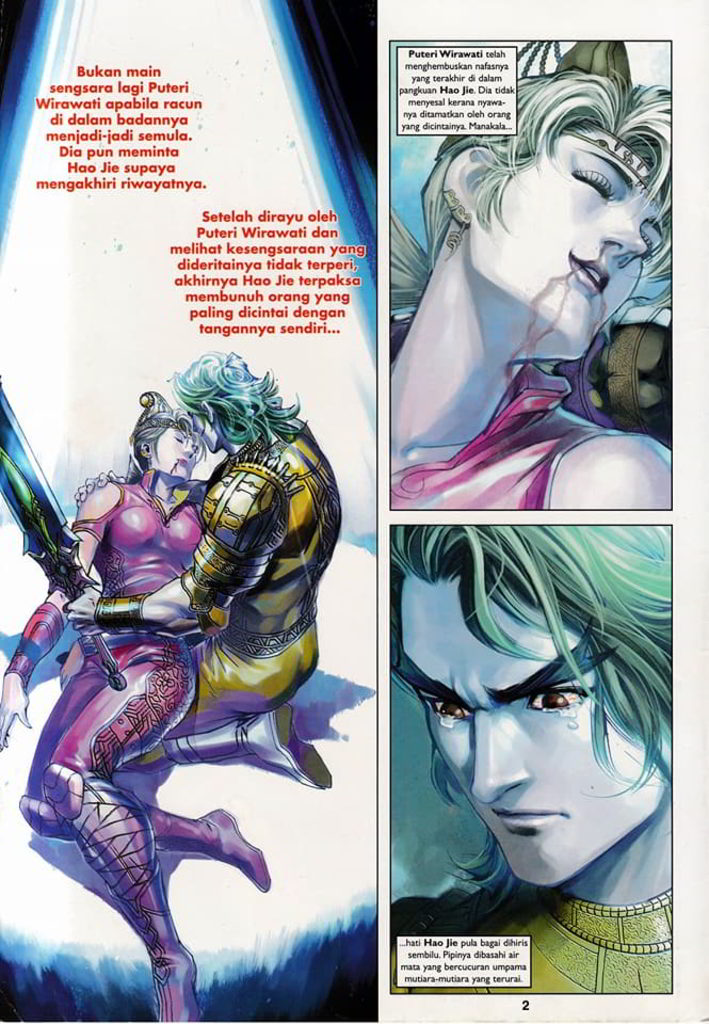 Bukan main
sengsara lagi Puteri
Wirawati apabila racun
di dalam badannya
menjadi-jadi semula.
Dia pun meminta
Hao Jie supaya
mengakhiri riwayatnya.
Setelah dirayu oleh
Puteri Wirawati dan
melihat kesengsaraan yang
dideritainya tidak terperi,
akhirnya Hao Jie terpaksa
membunuh orang yang
paling dicintai dengan
tangannya sendiri...
Puteri Wirawati telah
menghembuskan nafasnya
yang terakhir di dalam
pangkuan Hao Jie. Dia tidak
menyesal kerana nyawa-
nya ditamatkan oleh orang
yang dicintainya. Manakala...
...hati Hao Jie pula bagai dihiris
sembilu. Pipinya dibasahi air
mata yang bercucuran umpama
mutiara-mutiara yang terurai.
2